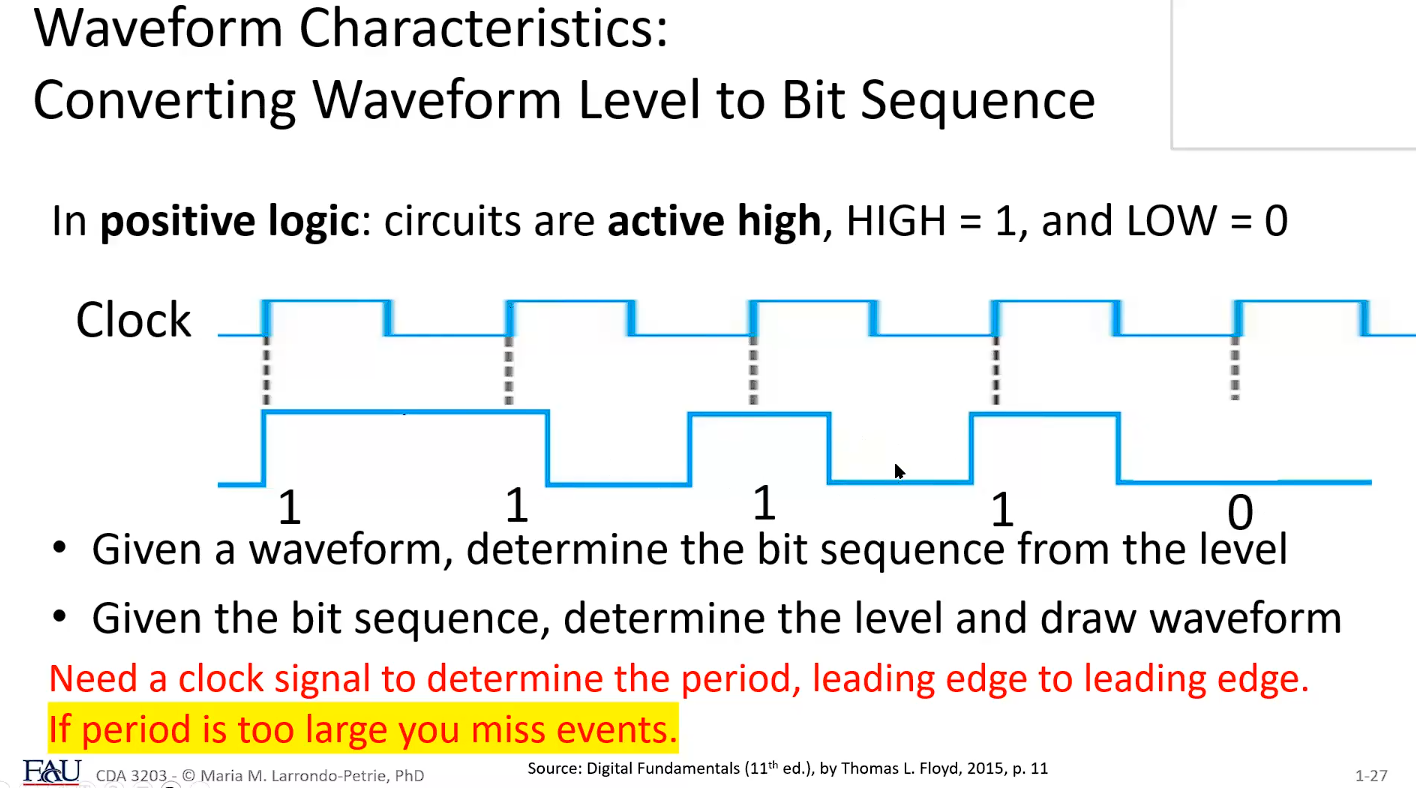 Waveform Characteristics:
Converting Waveform Level to Bit Sequence
In positive logic: circuits are active high, HIGH = 1, and LOW = 0
Clock
1 1 1 1 0
• Given a waveform, determine the bit sequence from the level
• Given the bit sequence, determine the level and draw waveform
Need a clock signal to determine the period, leading edge to leading edge.
If period is too large you miss events.
FAU CDA 3203 - © Maria M. Larrondo-Petrie, PhD
Source: Digital Fundamentals (11th ed.), by Thomas L. Floyd, 2015, p. 11
1-27